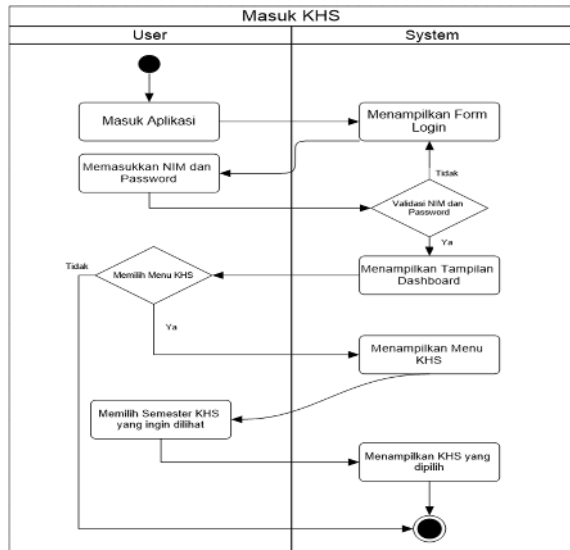 Masuk KHS
User
System
Masuk Aplikasi
Menampilkan Form
Login
Memasukkan NIM dan
Password
Tidak
Validasi NIM dan
Password
Ya
Tidak
Memilih Menu KHS
Menampilkan Tampilan
Dashboard
Ya
Menampilkan Menu
KHS
Memilih Semester KHS
yang ingin dilihat
Menampilkan KHS yang
dipilih